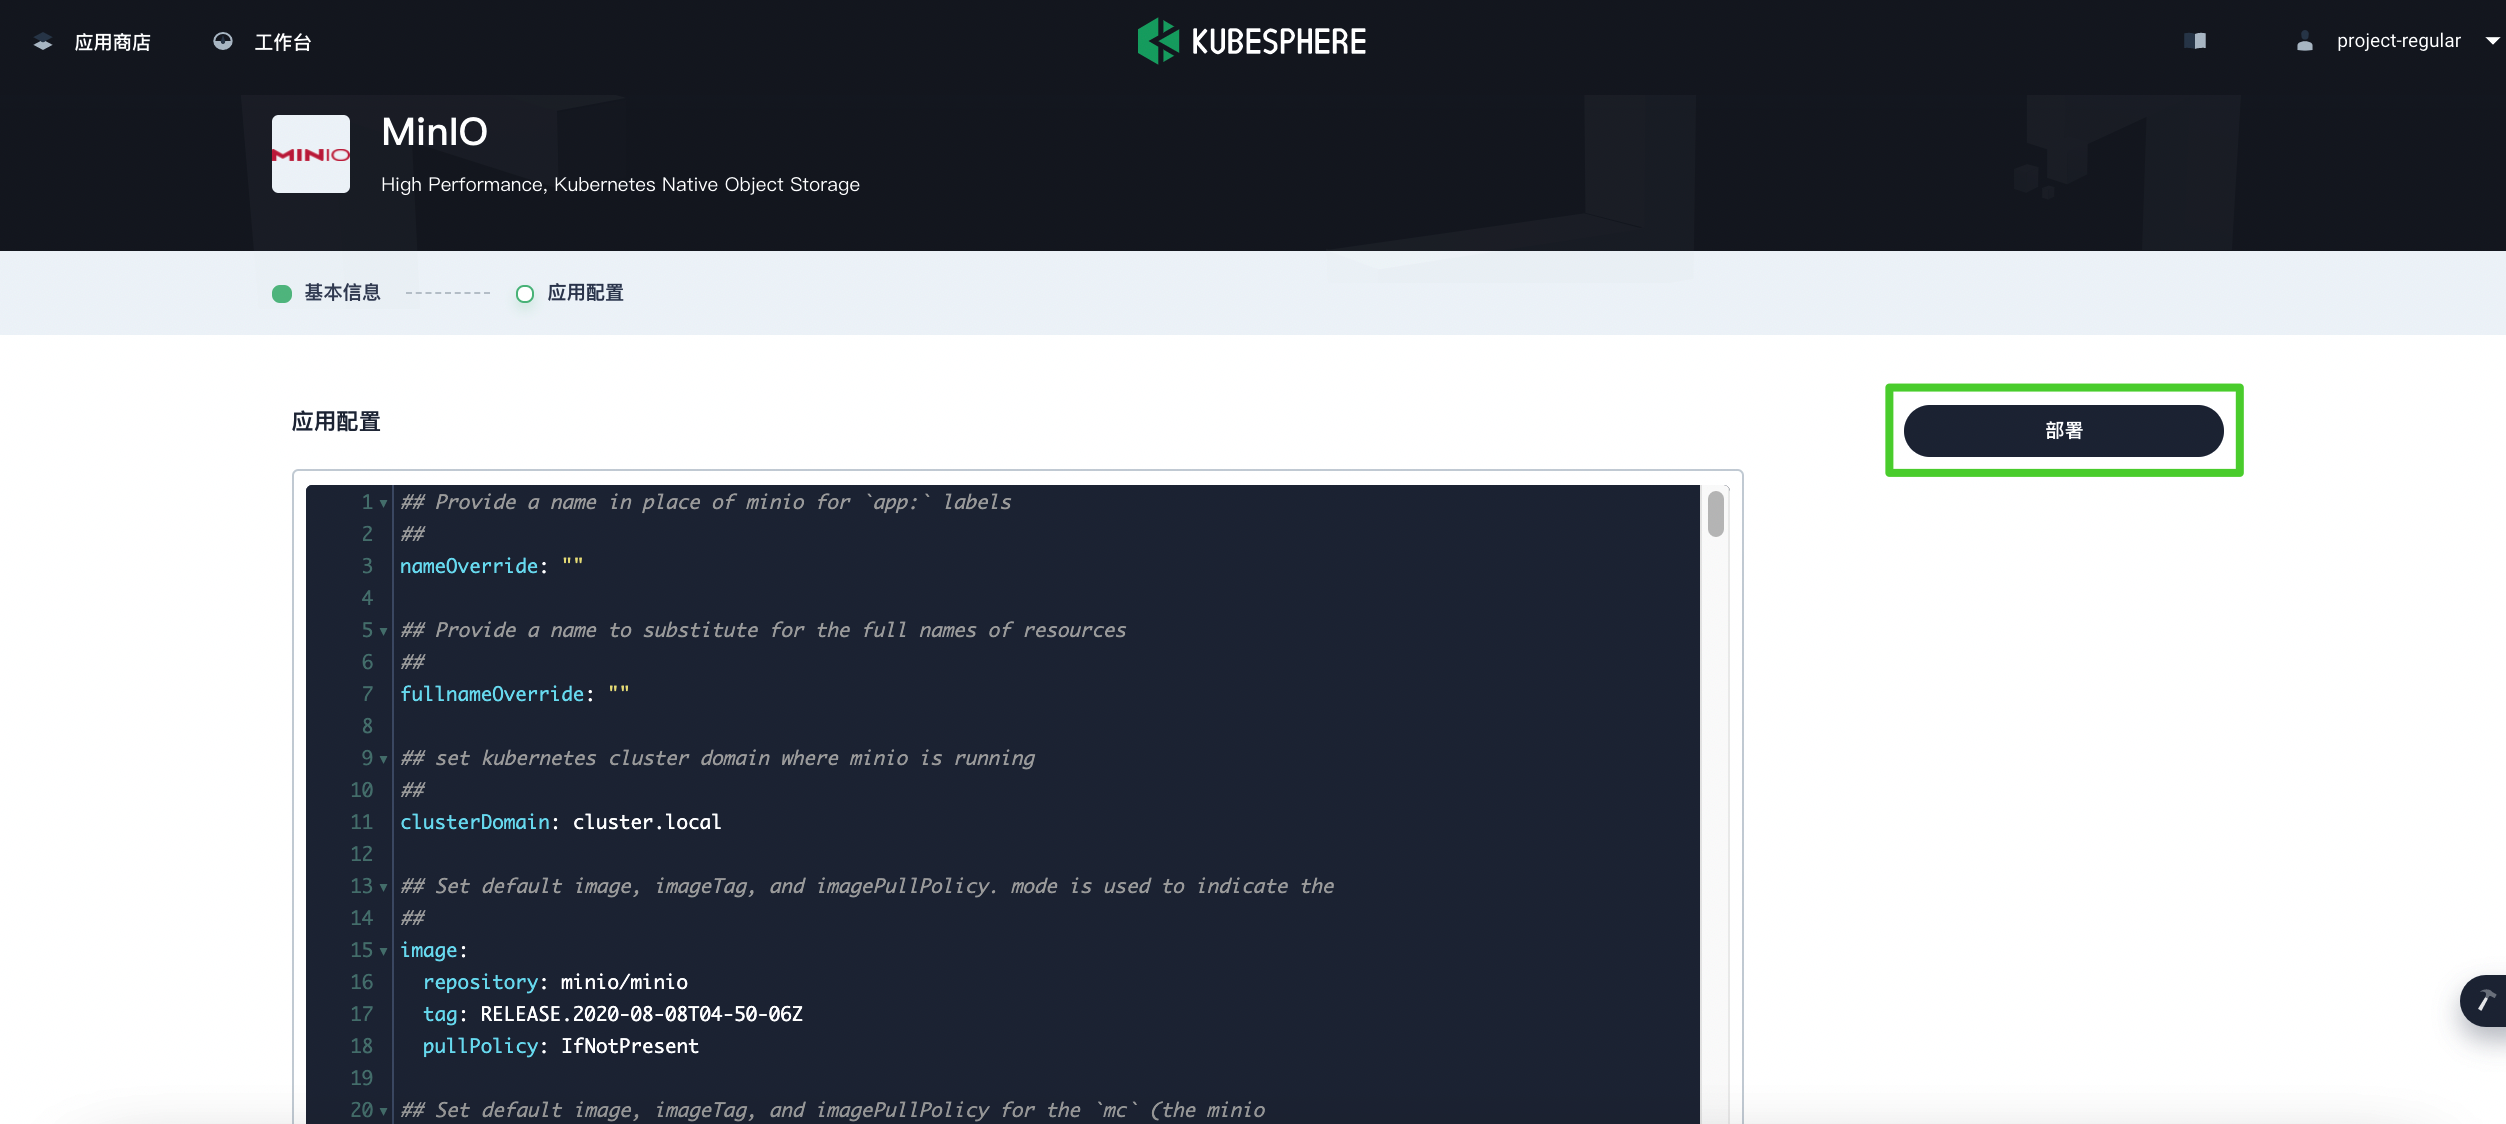 应用商店
工作台
KUBESPHERE
project-regular
MINIO
MinIO
High Performance, Kubernetes Native Object Storage
基本信息
应用配置
应用配置
部署
1 ## Provide a name in place of minio for `app:` labels
2 ##
3 nameOverride: ""
4
5 ## Provide a name to substitute for the full names of resources
6 ##
7 fullnameOverride: ""
8
9 ## set kubernetes cluster domain where minio is running
10 ##
11 clusterDomain: cluster.local
12
13 ## Set default image, imageTag, and imagePullPolicy. mode is used to indicate the
14 ##
15 image:
16 repository: minio/minio
17 tag: RELEASE.2020-08-08T04-50-06Z
18 pullPolicy: IfNotPresent
19
20 ## Set default image, imageTag, and imagePullPolicy for the `mc` (the minio